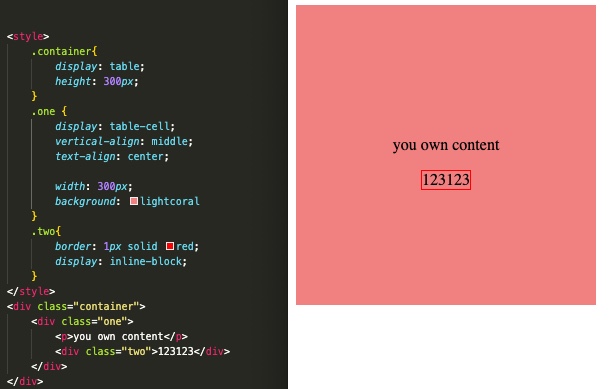 <style>
.container{
display: table;
height: 300px;
}
.one {
display: table-cell;
vertical-align: middle;
text-align: center;
width: 300px;
background: lightcoral
}
.two{
border: 1px solid red;
display: inline-block;
}
</style>
<div class="container">
<div class="one">
<p>you own content</p>
<div class="two">123123</div>
</div>
</div>
you own content
123123